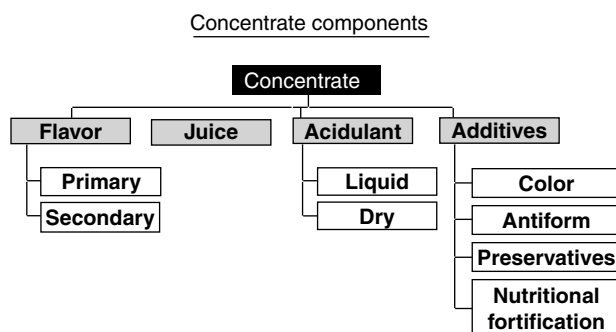 Concentrate components
Concentrate
Flavor
Juice
Acidulant
Additives
Primary
Secondary
Liquid
Dry
Color
Antiform
Preservatives
Nutritional
fortification